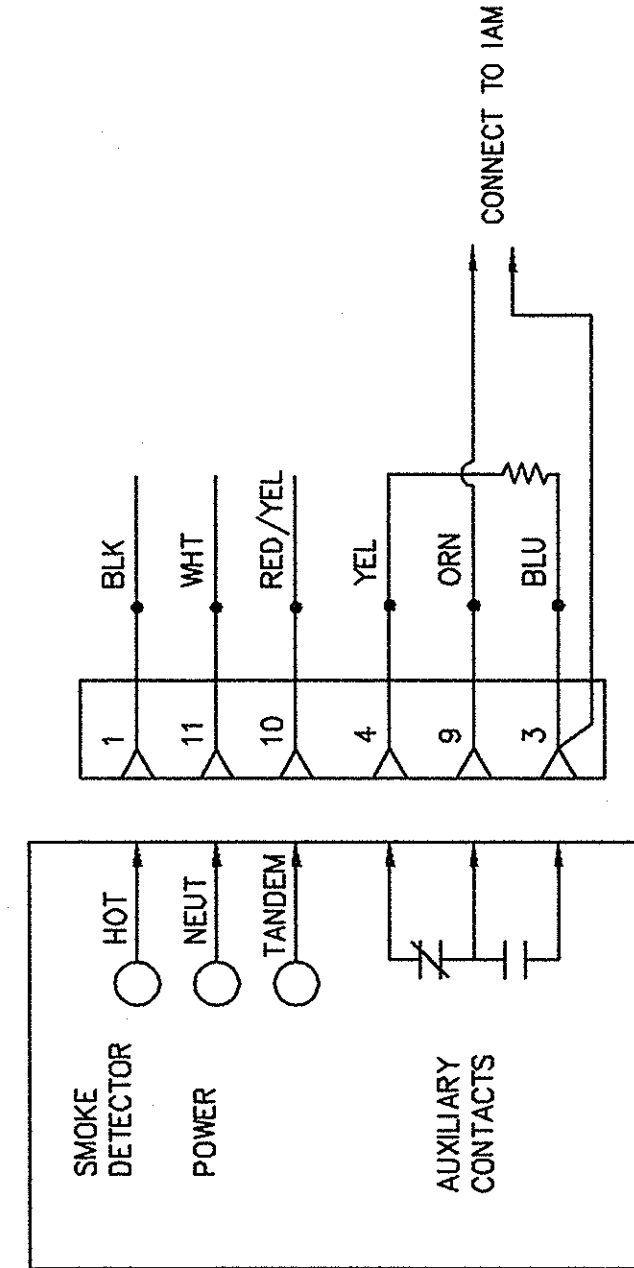 SMOKE
DETECTOR
POWER
AUXILIARY
CONTACTS
HOT
NEUT
TANDEM
1
11
10
4
9
3
BLK
WHT
RED/YEL
YEL
ORN
BLU
CONNECT TO IAM